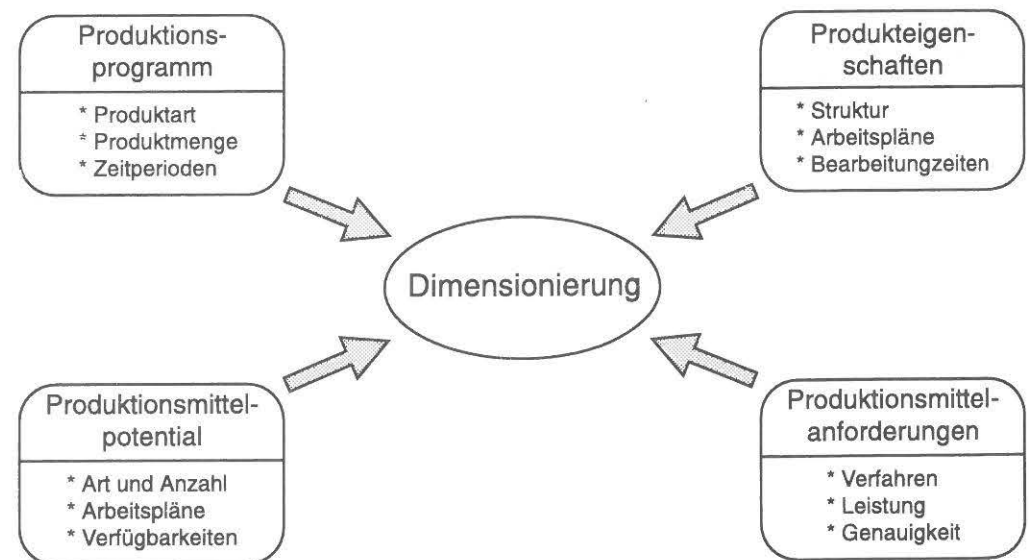 Produktions-
programm
* Produktart
* Produktmenge
* Zeitperioden
Produkteigen-
schaften
* Struktur
* Arbeitspläne
* Bearbeitungzeiten
Dimensionierung
Produktionsmittel-
potential
* Art und Anzahl
* Arbeitspläne
* Verfügbarkeiten
Produktionsmittel-
anforderungen
* Verfahren
* Leistung
* Genauigkeit